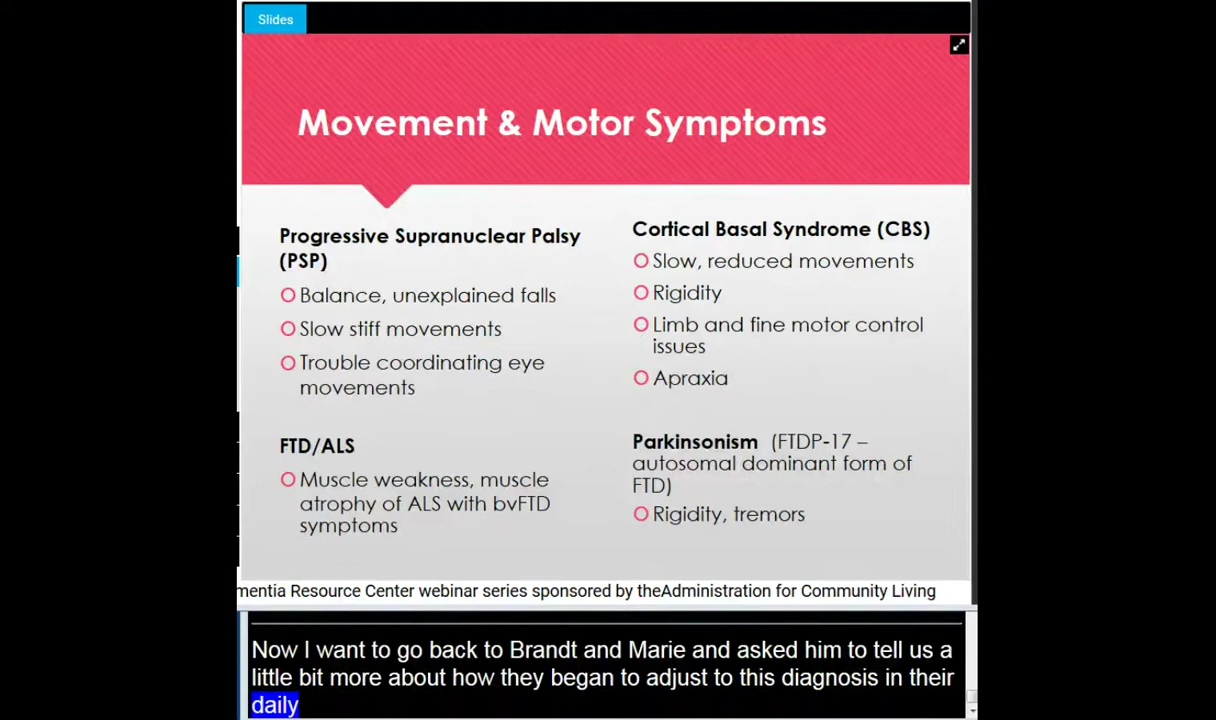 Slides
Movement & Motor Symptoms
Progressive Supranuclear Palsy
(PSP)
Balance, unexplained falls
Slow stiff movements
Trouble coordinating eye
movements
FTD/ALS
Muscle weakness, muscle
atrophy of ALS with bvFTD
symptoms
Cortical Basal Syndrome (CBS)
Slow, reduced movements
Rigidity
Limb and fine motor control
issues
Apraxia
Parkinsonism (FTDP-17 –
autosomal dominant form of
FTD)
Rigidity, tremors
mentia Resource Center webinar series sponsored by theAdministration for Community Living
Now I want to go back to Brandt and Marie and asked him to tell us a
little bit more about how they began to adjust to this diagnosis in their
daily